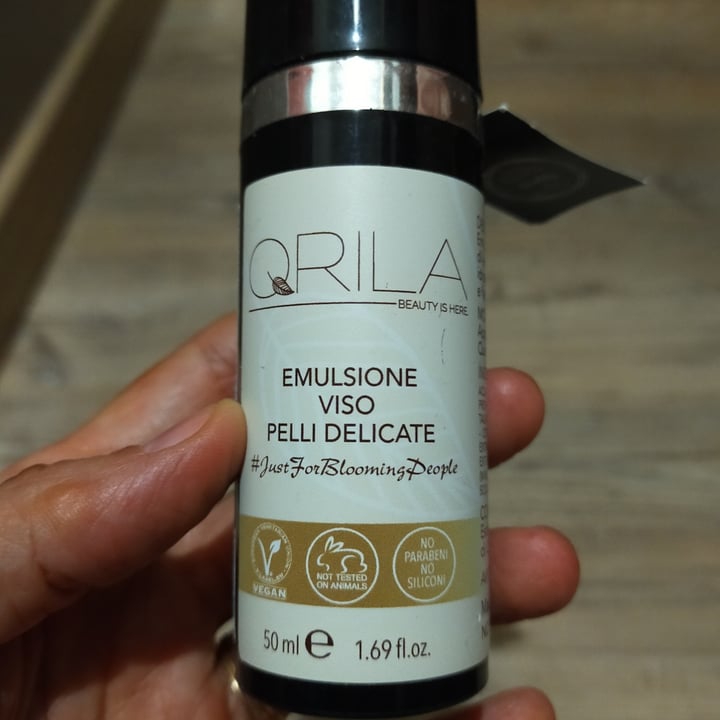 QRILA
BEAUTY IS HERE.
EMULSIONE
VISO
PELLI DELICATE
#JustForBloomingPeople
VEGAN
NOT TESTED
ON ANIMALS
NO
PARABENI
NO
SILICONI
50 ml e 1.69 fl.oz.